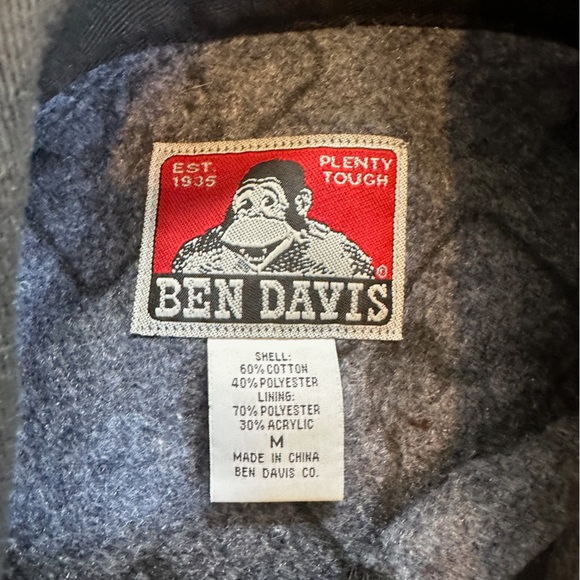 EST. 1935
PLENTY TOUGH
®
BEN DAVIS
SHELL:
60% COTTON
40% POLYESTER
LINING:
70% POLYESTER
30% ACRYLIC
M
MADE IN CHINA
BEN DAVIS CO.